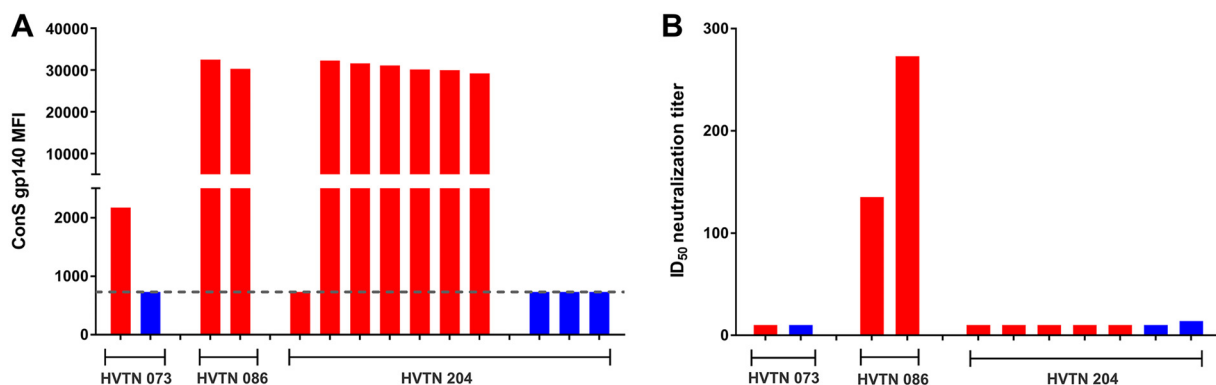 A
ConS gp140 MFI
40000
30000
20000
10000
2000
1000
0
HVTN 073
HVTN 086
HVTN 204
B
ID50 neutralization titer
300
200
100
0
HVTN 073
HVTN 086
HVTN 204